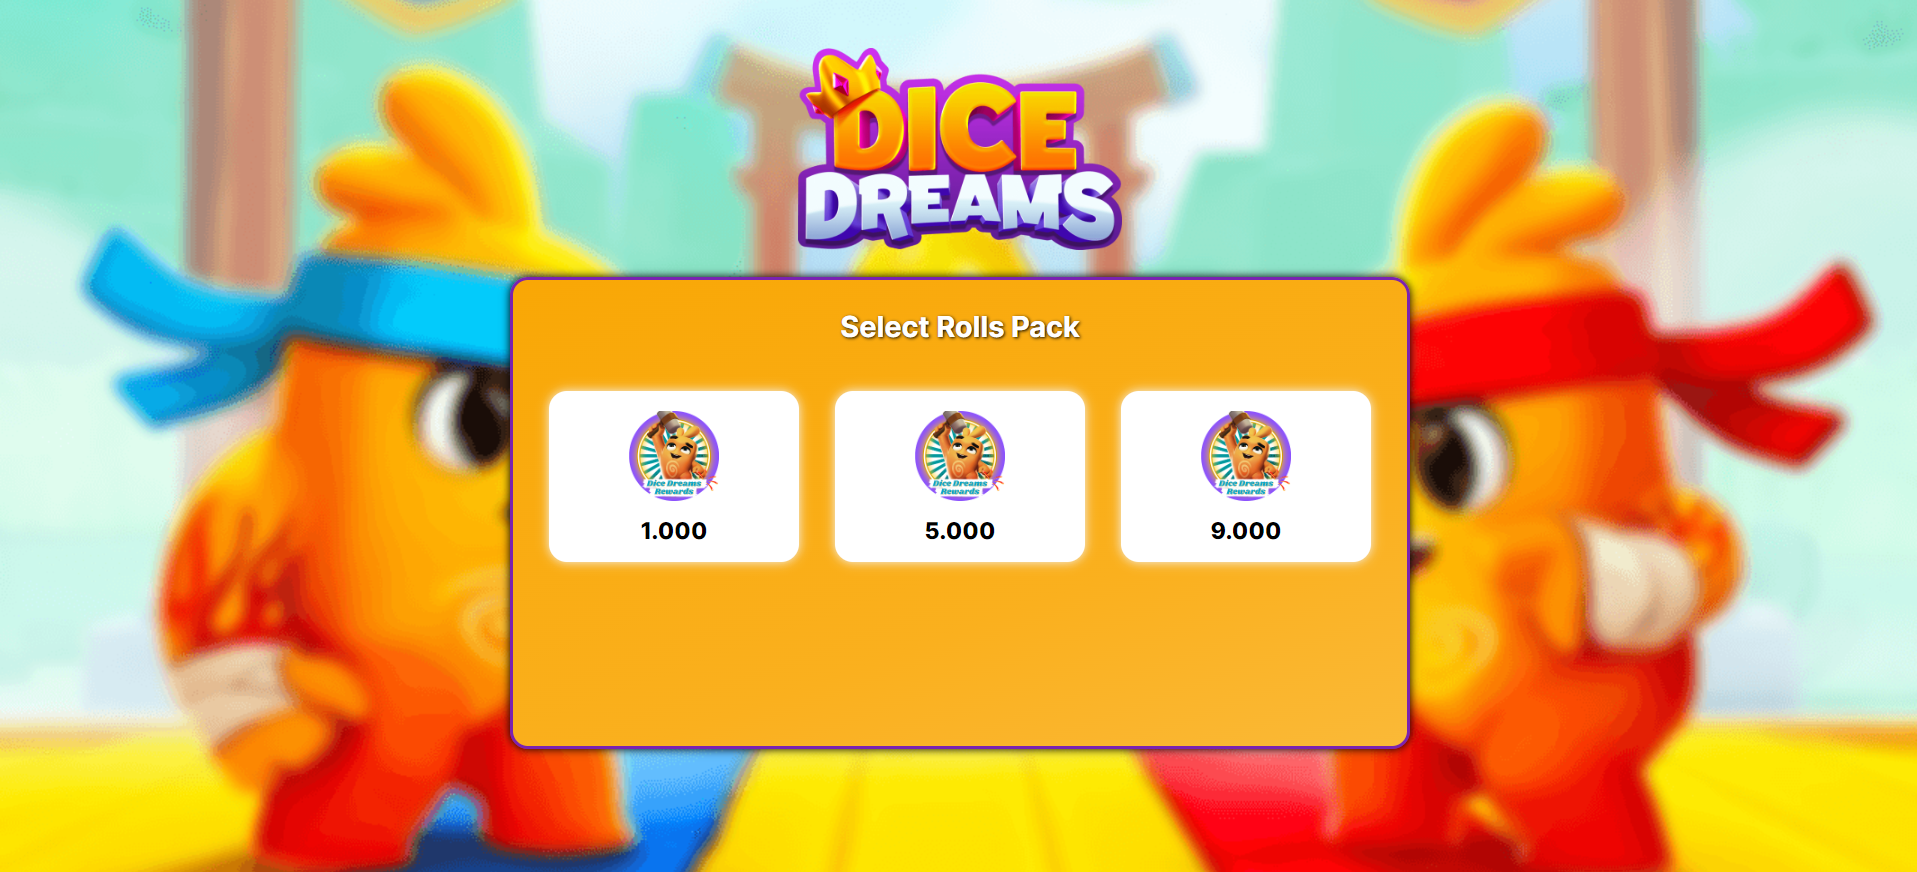 DICE
DREAMS
Select Rolls Pack
Dice Dreams
Rewards
1.000
Dice Dreams
Rewards
5.000
Dice Dreams
Rewards
9.000